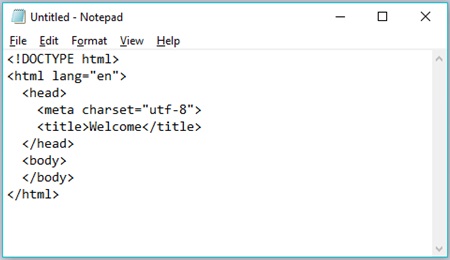 Untitled - Notepad
File Edit Format View Help
<!DOCTYPE html>
<html lang="en">
  <head>
    <meta charset="utf-8">
    <title>Welcome</title>
  </head>
  <body>
  </body>
</html>